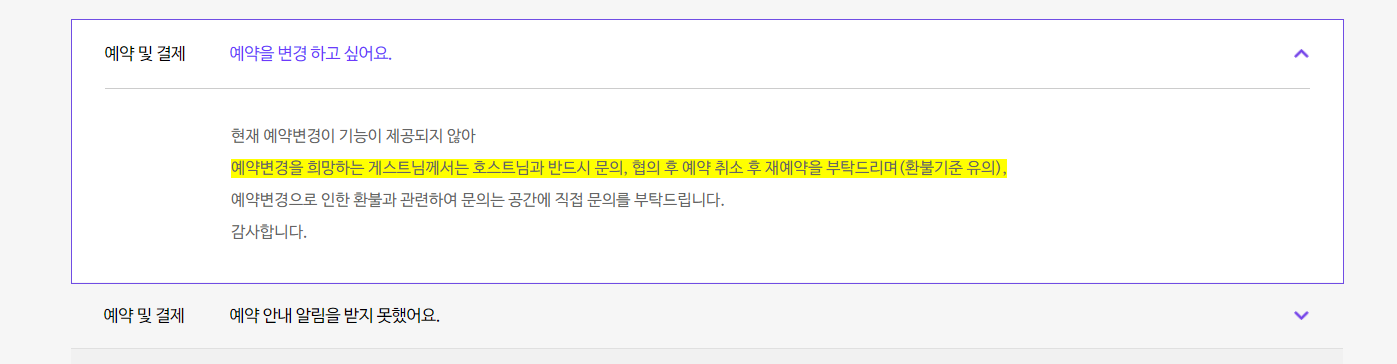 예약 및 결제 예약을 변경 하고 싶어요.
현재 예약변경이 기능이 제공되지 않아
예약변경을 희망하는 게스트님께서는 호스트님과 반드시 문의, 협의 후 예약 취소 후 재예약을 부탁드리며(환불기준 유의),
예약변경으로 인한 환불과 관련하여 문의는 공간에 직접 문의를 부탁드립니다.
감사합니다.
예약 및 결제 예약 안내 알림을 받지 못했어요.